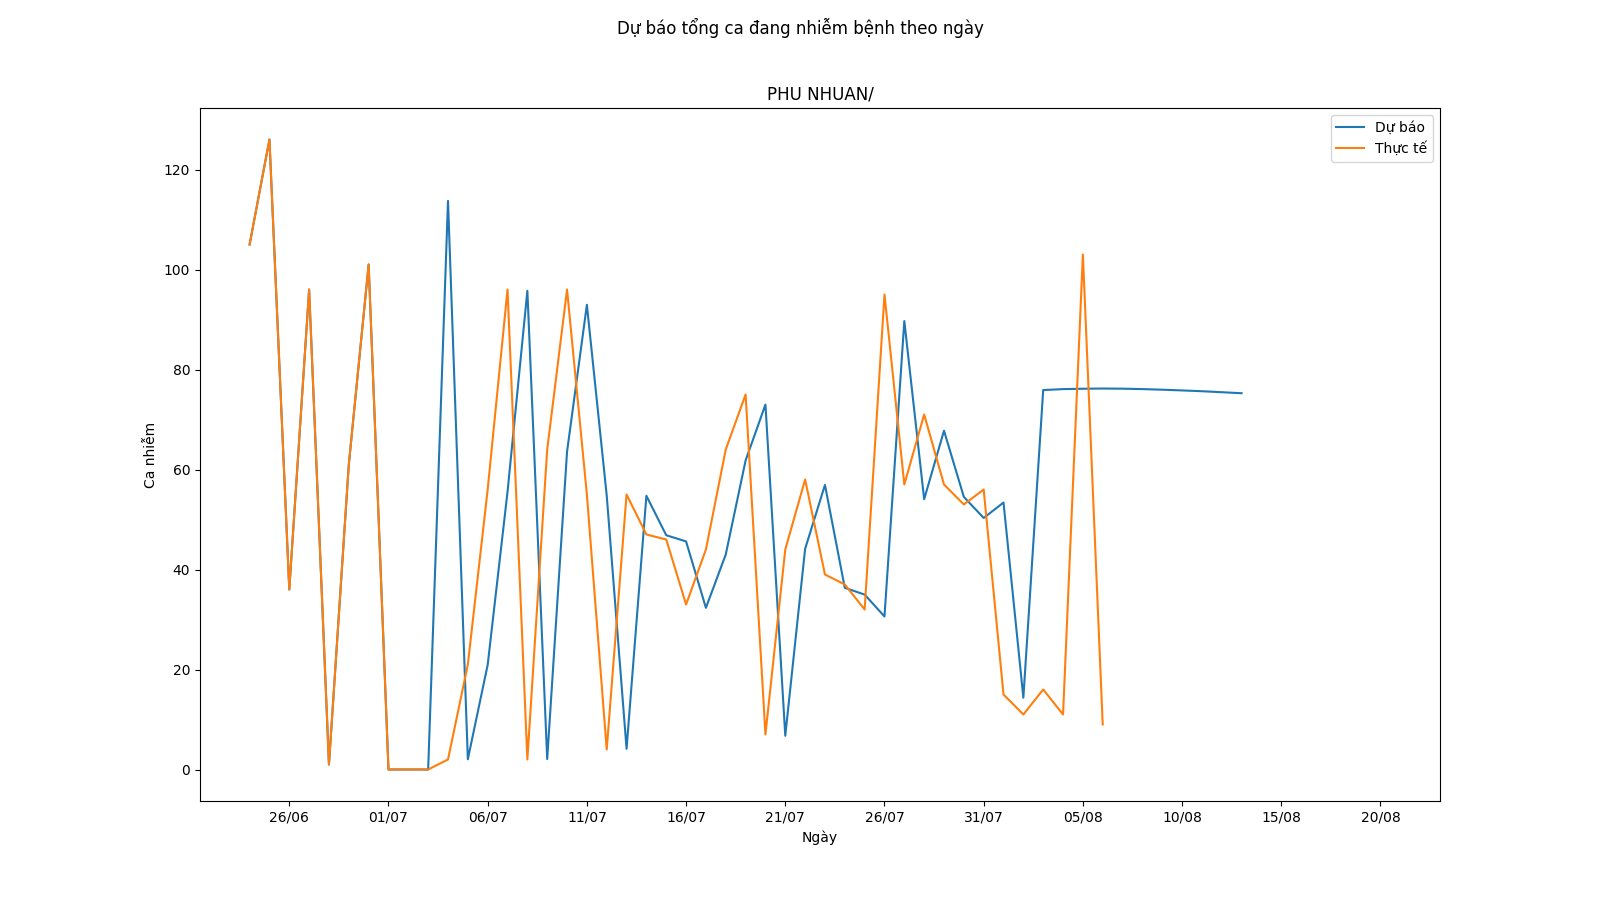 Dự báo tổng ca đang nhiễm bệnh theo ngày
PHU NHUAN/
Dự báo
Thực tế
120
100
80
60
40
20
0
Ca nhiễm
26/06 01/07 06/07 11/07 16/07 21/07 26/07 31/07 05/08 10/08 15/08 20/08
Ngày